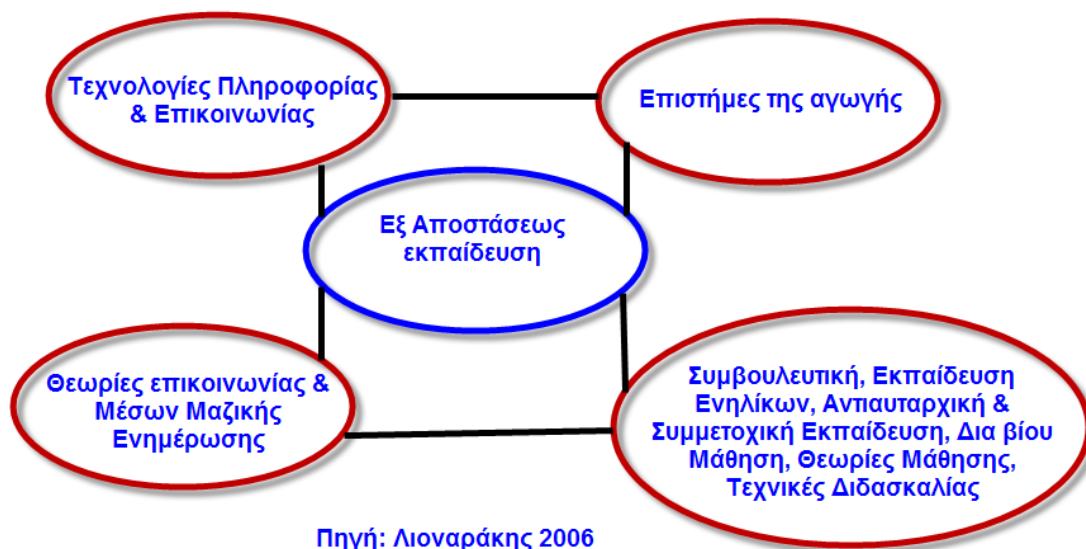 Τεχνολογίες Πληροφορίας
& Επικοινωνίας
Επιστήμες της αγωγής
Εξ Αποστάσεως
εκπαίδευση
Θεωρίες επικοινωνίας &
Μέσων Μαζικής
Ενημέρωσης
Συμβουλευτική, Εκπαίδευση
Ενηλίκων, Αντιαυταρχική &
Συμμετοχική Εκπαίδευση, Δια βίου
Μάθηση, Θεωρίες Μάθησης,
Τεχνικές Διδασκαλίας
Πηγή: Λιοναράκης 2006